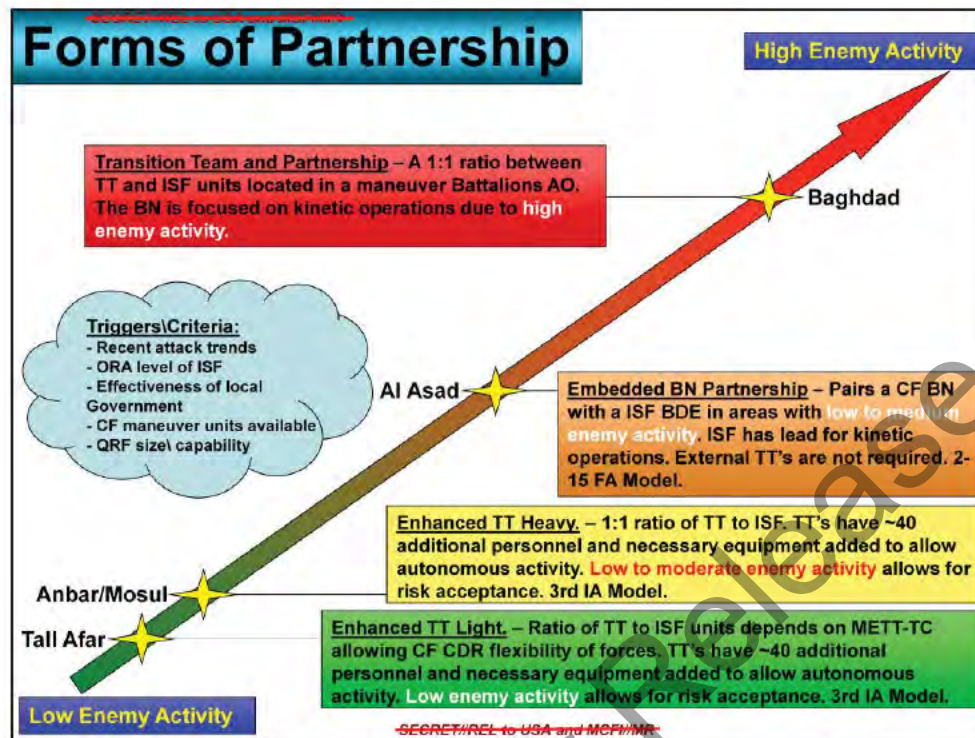 Forms of Partnership
High Enemy Activity
Transition Team and Partnership – A 1:1 ratio between
TT and ISF units located in a maneuver Battalions AO.
The BN is focused on kinetic operations due to high
enemy activity.
Baghdad
Triggers\Criteria:
- Recent attack trends
- ORA level of ISF
- Effectiveness of local
Government
- CF maneuver units available
- QRF size\ capability
Al Asad
Embedded BN Partnership – Pairs a CF BN
with a ISF BDE in areas with low to medium
enemy activity. ISF has lead for kinetic
operations. External TT's are not required. 2-
15 FA Model.
Enhanced TT Heavy. – 1:1 ratio of TT to ISF. TT's have ~40
additional personnel and necessary equipment added to allow
autonomous activity. Low to moderate enemy activity allows for
risk acceptance. 3rd IA Model.
Anbar/Mosul
Tall Afar
Enhanced TT Light. – Ratio of TT to ISF units depends on METT-TC
allowing CF CDR flexibility of forces. TT's have ~40 additional
personnel and necessary equipment added to allow autonomous
activity. Low enemy activity allows for risk acceptance. 3rd IA Model.
Low Enemy Activity
SECRET//REL to USA and MCFI//MR
Release